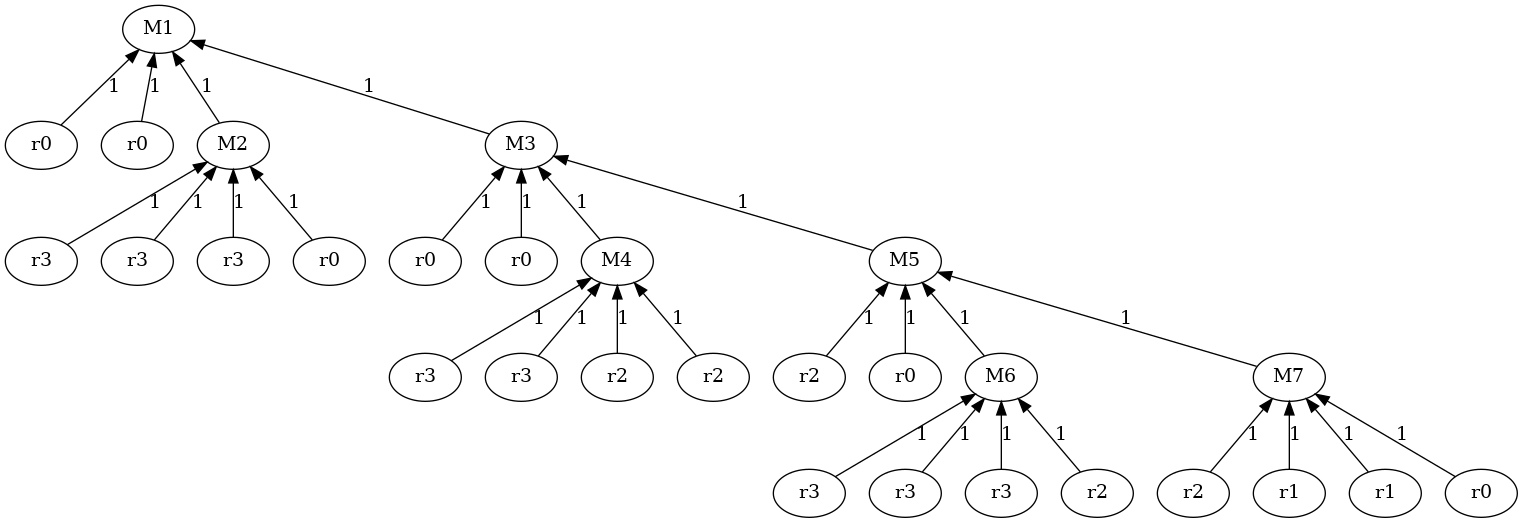 M1
1 1 1 1
r0 r0 M2 M3
1 1 1 1 1 1 1 1
r3 r3 r3 r0 r0 r0 M4 M5
1 1 1 1 1 1 1 1
r3 r3 r2 r2 r2 r0 M6 M7
1 1 1 1 1 1 1 1
r3 r3 r3 r2 r2 r1 r1 r0